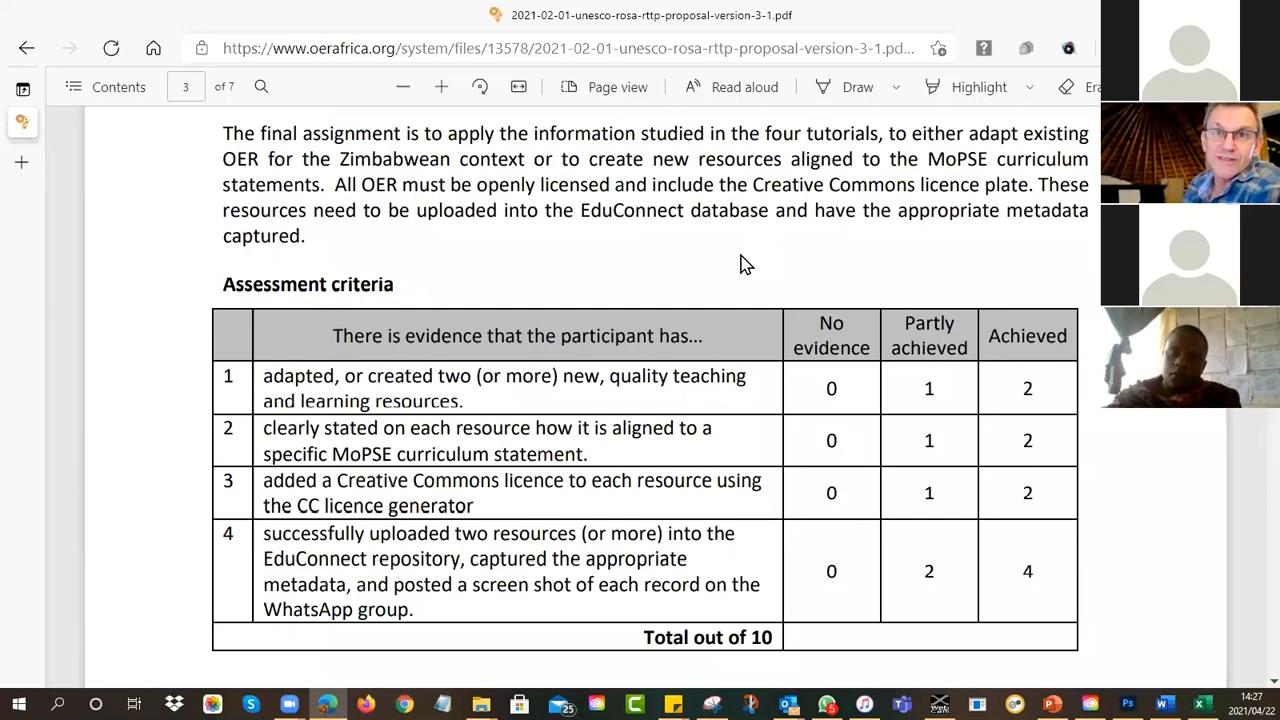 2021-02-01-unesco-rosa-rttp-proposal-version-3-1.pdf
https://www.oerafrica.org/system/files/13578/2021-02-01-unesco-rosa-rttp-proposal-version-3-1.pd...
Contents 3 of 7 Page view Read aloud Draw Highlight Era
The final assignment is to apply the information studied in the four tutorials, to either adapt existing
OER for the Zimbabwean context or to create new resources aligned to the MoPSE curriculum
statements. All OER must be openly licensed and include the Creative Commons licence plate. These
resources need to be uploaded into the EduConnect database and have the appropriate metadata
captured.
Assessment criteria
There is evidence that the participant has...
No
evidence
Partly
achieved
Achieved
1 adapted, or created two (or more) new, quality teaching
and learning resources.
0 1 2
2 clearly stated on each resource how it is aligned to a
specific MoPSE curriculum statement.
0 1 2
3 added a Creative Commons licence to each resource using
the CC licence generator
0 1 2
4 successfully uploaded two resources (or more) into the
EduConnect repository, captured the appropriate
metadata, and posted a screen shot of each record on the
WhatsApp group.
0 2 4
Total out of 10
25
14:27
2021/04/22